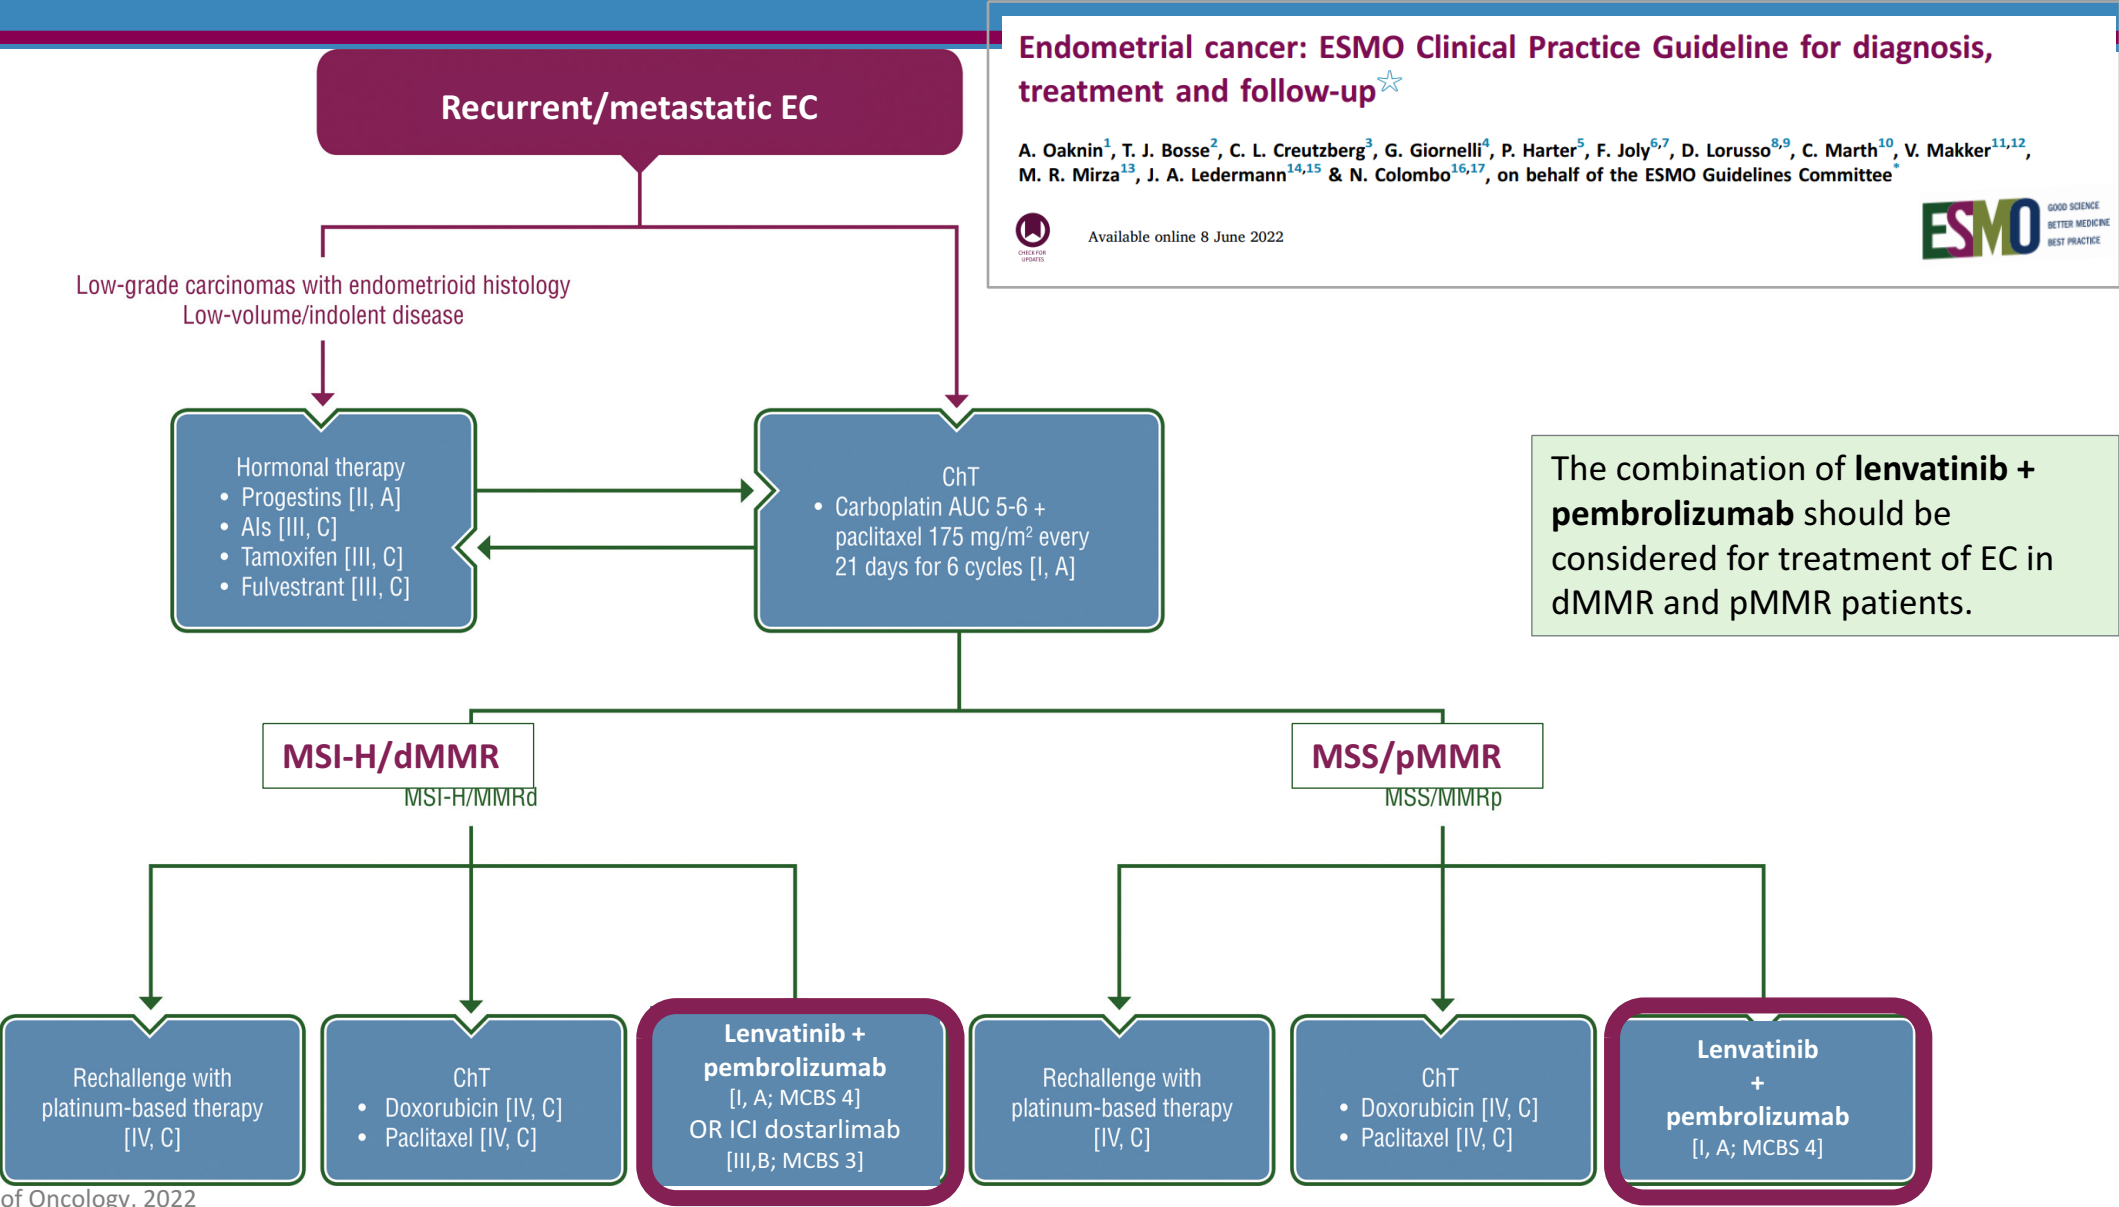 Endometrial cancer: ESMO Clinical Practice Guideline for diagnosis,
treatment and follow-up☆
A. Oaknin1, T. J. Bosse2, C. L. Creutzberg3, G. Giornelli4, P. Harter5, F. Joly6,7, D. Lorusso8,9, C. Marth10, V. Makker11,12,
M. R. Mirza13, J. A. Ledermann14,15 & N. Colombo16,17, on behalf of the ESMO Guidelines Committee*
CHECK FOR
UPDATES
Available online 8 June 2022
ESMO
GOOD SCIENCE
BETTER MEDICINE
BEST PRACTICE
Recurrent/metastatic EC
Low-grade carcinomas with endometrioid histology
Low-volume/indolent disease
Hormonal therapy
• Progestins [II, A]
• AIs [III, C]
• Tamoxifen [III, C]
• Fulvestrant [III, C]
ChT
• Carboplatin AUC 5-6 +
paclitaxel 175 mg/m² every
21 days for 6 cycles [I, A]
The combination of lenvatinib +
pembrolizumab should be
considered for treatment of EC in
dMMR and pMMR patients.
MSI-H/dMMR
MSI-H/MMRd
MSS/pMMR
MSS/MMRp
Rechallenge with
platinum-based therapy
[IV, C]
ChT
• Doxorubicin [IV, C]
• Paclitaxel [IV, C]
Lenvatinib +
pembrolizumab
[I, A; MCBS 4]
OR ICI dostarlimab
[III,B; MCBS 3]
Rechallenge with
platinum-based therapy
[IV, C]
ChT
• Doxorubicin [IV, C]
• Paclitaxel [IV, C]
Lenvatinib
+
pembrolizumab
[I, A; MCBS 4]
of Oncology, 2022